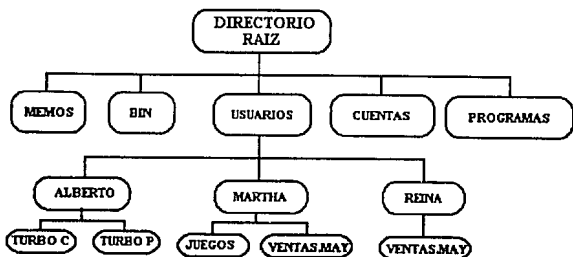 DIRECTORIO
RAIZ
MEMOS
BIN
USUARIOS
CUENTAS
PROGRAMAS
ALBERTO
MARTHA
REINA
TURBO C
TURBO P
JUEGOS
VENTAS.MAY
VENTAS.MAY